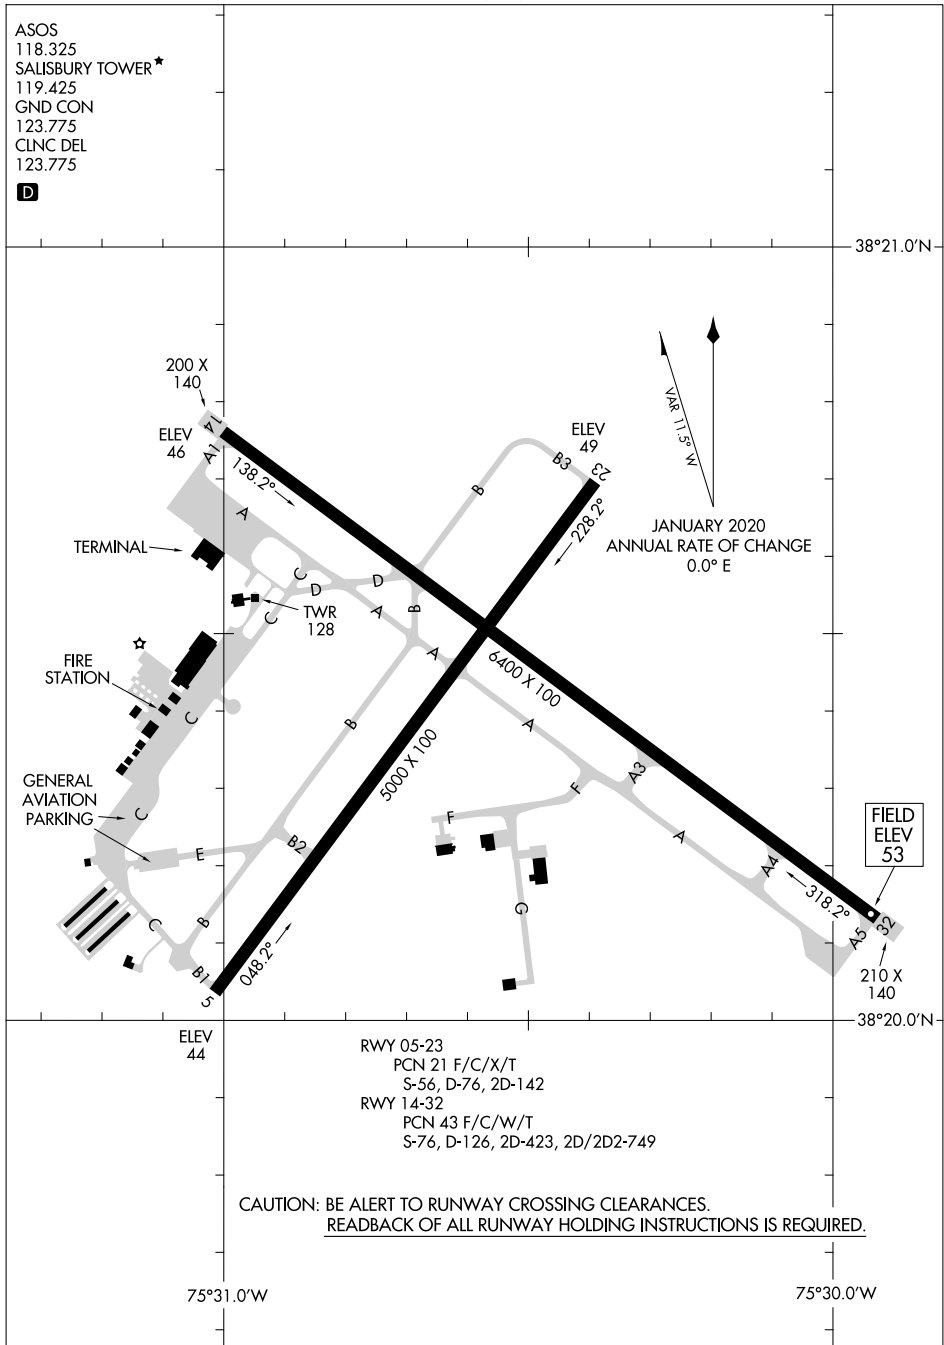 ASOS
118.325
SALISBURY TOWER★
119.425
GND CON
123.775
CLNC DEL
123.775
D
38°21.0'N
200 X
140
14
ELEV
46
A1
138.2°
A
ELEV
49
B3
23
B
228.2°
VAR 11.5° W
JANUARY 2020
ANNUAL RATE OF CHANGE
0.0° E
TERMINAL
C
D
D
C
A
B
TWR
128
A
6400 X 100
FIRE
STATION
C
B
A
5000 X 100
A3
F
GENERAL
AVIATION
PARKING
C
F
E
B2
A
A4
FIELD
ELEV
53
318.2°
G
C
B
048.2°
B1
5
A5
32
210 X
140
38°20.0'N
ELEV
44
RWY 05-23
PCN 21 F/C/X/T
S-56, D-76, 2D-142
RWY 14-32
PCN 43 F/C/W/T
S-76, D-126, 2D-423, 2D/2D2-749
CAUTION: BE ALERT TO RUNWAY CROSSING CLEARANCES.
READBACK OF ALL RUNWAY HOLDING INSTRUCTIONS IS REQUIRED.
75°31.0'W
75°30.0'W